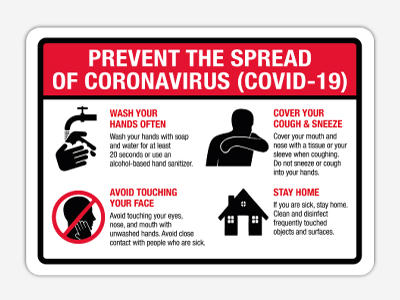 PREVENT THE SPREAD
OF CORONAVIRUS (COVID-19)
WASH YOUR
HANDS OFTEN
Wash your hands with soap
and water for at least
20 seconds or use an
alcohol-based hand sanitizer.
COVER YOUR
COUGH & SNEEZE
Cover your mouth and
nose with a tissue or your
sleeve when coughing.
Do not sneeze or cough
into your hands.
AVOID TOUCHING
YOUR FACE
Avoid touching your eyes,
nose, and mouth with
unwashed hands. Avoid close
contact with people who are sick.
STAY HOME
If you are sick, stay home.
Clean and disinfect
frequently touched
objects and surfaces.